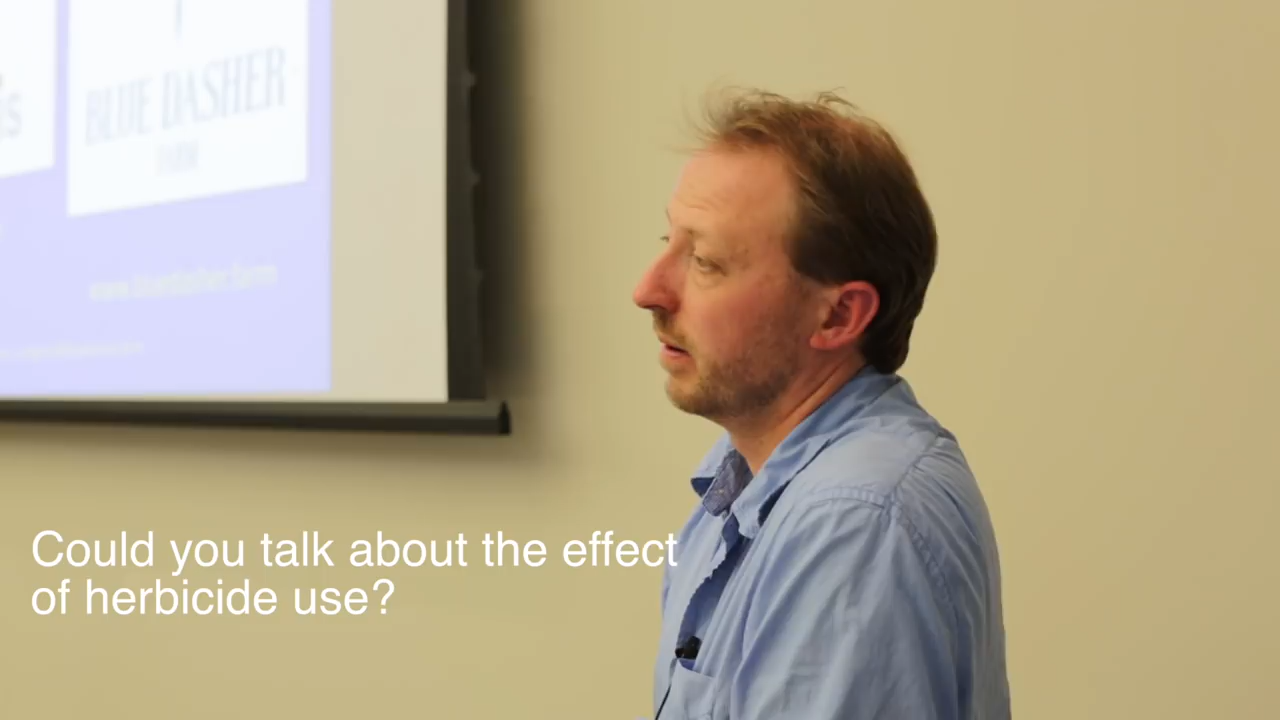 BLUE DASHER
FARM
www.bluedasher.farm
Could you talk about the effect
of herbicide use?